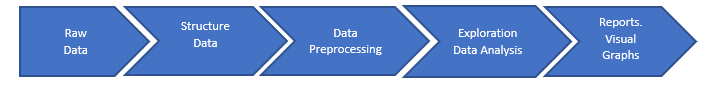 Raw
Data
Structure
Data
Data
Preprocessing
Exploration
Data Analysis
Reports.
Visual
Graphs